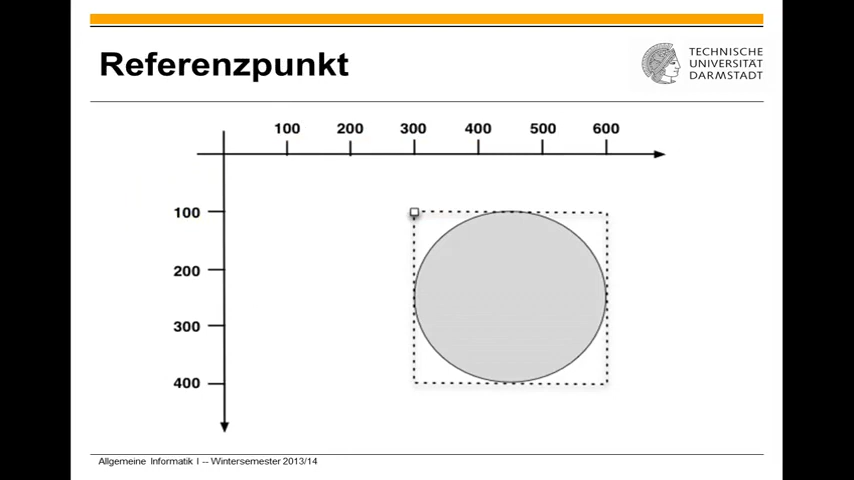 Referenzpunkt
TECHNISCHE
UNIVERSITÄT
DARMSTADT
100 200 300 400 500 600
100
200
300
400
Allgemeine Informatik I -- Wintersemester 2013/14